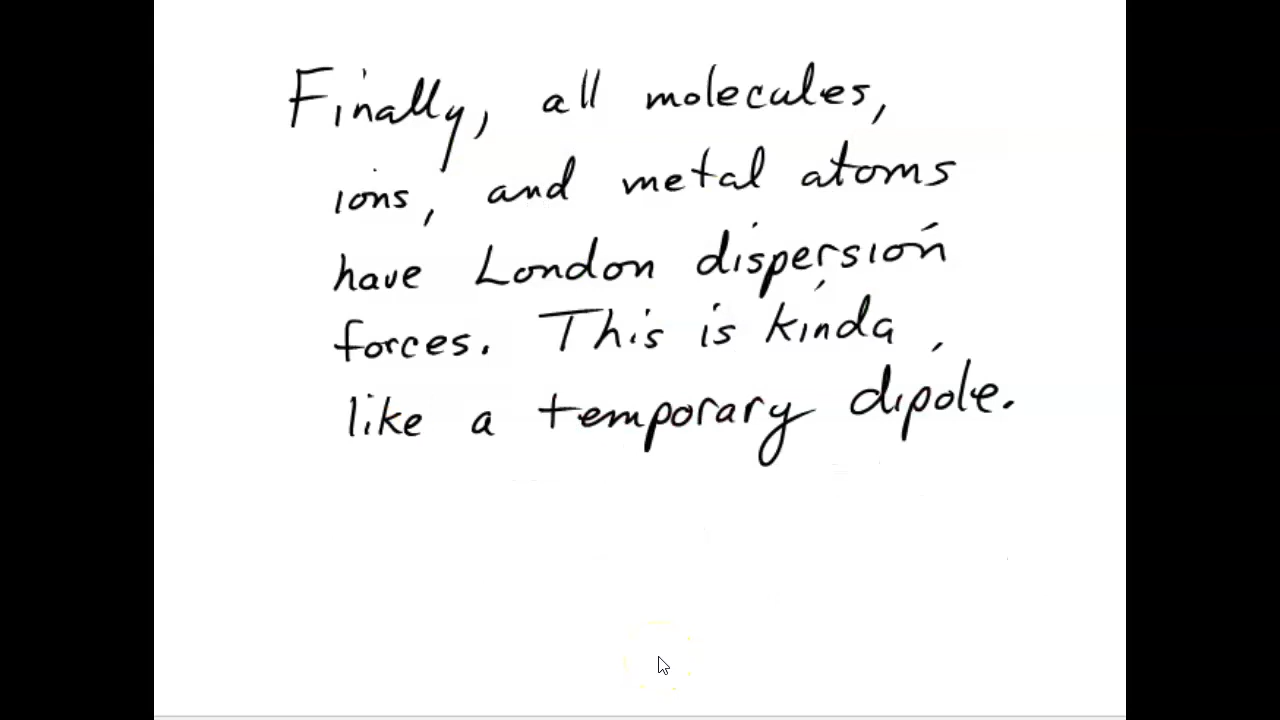 Finally, all molecules,
ions, and metal atoms
have London dispersion
forces. This is kinda
like a temporary dipole.